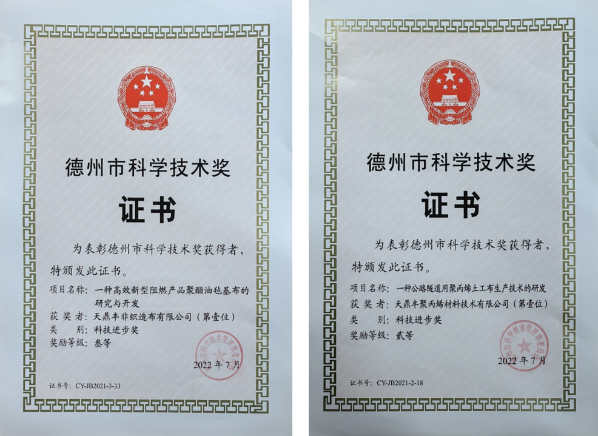 德州市科学技术奖
证书
为表彰德州市科学技术奖获得者，
特颁发此证书。
项目名称：一种高效新型阻燃产品聚酯油毡基布的
研究与开发
获奖者：天鼎丰非织造布有限公司（第壹位）
类别：科技进步奖
奖励等级：叁等
2022年7月
证书号：CY-JB2021-3-33
德州市科学技术奖
证书
为表彰德州市科学技术奖获得者，
特颁发此证书。
项目名称：一种公路隧道用聚丙烯土工布生产技术的研发
获奖者：天鼎丰聚丙烯材料技术有限公司（第壹位）
类别：科技进步奖
奖励等级：贰等
2022年7月
证书号：CY-JB2021-2-18